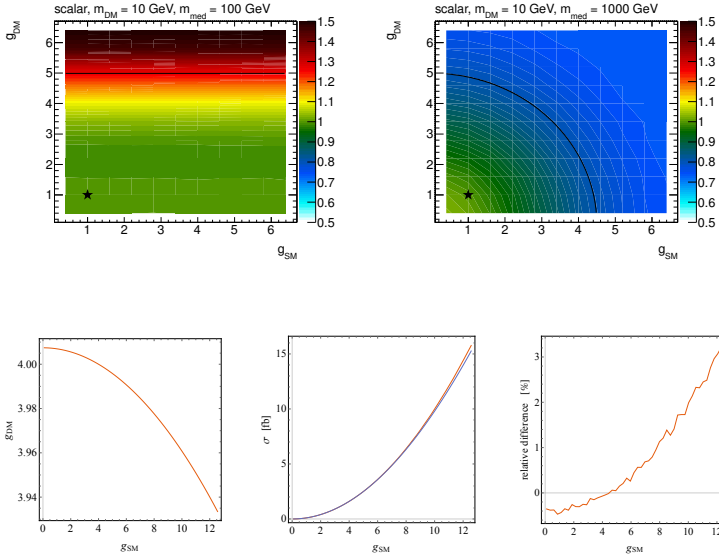 scalar, m_DM = 10 GeV, m_med = 100 GeV
g_DM
6
5
4
3
2
1
1 2 3 4 5 6
g_SM
1.5
1.4
1.3
1.2
1.1
1
0.9
0.8
0.7
0.6
0.5
scalar, m_DM = 10 GeV, m_med = 1000 GeV
g_DM
6
5
4
3
2
1
1 2 3 4 5 6
g_SM
1.5
1.4
1.3
1.2
1.1
1
0.9
0.8
0.7
0.6
0.5
g_DM
4.00
3.98
3.96
3.94
0 2 4 6 8 10 12
g_SM
σ [fb]
15
10
5
0
0 2 4 6 8 10 12
g_SM
relative difference [%]
3
2
1
0
0 2 4 6 8 10 12
g_SM